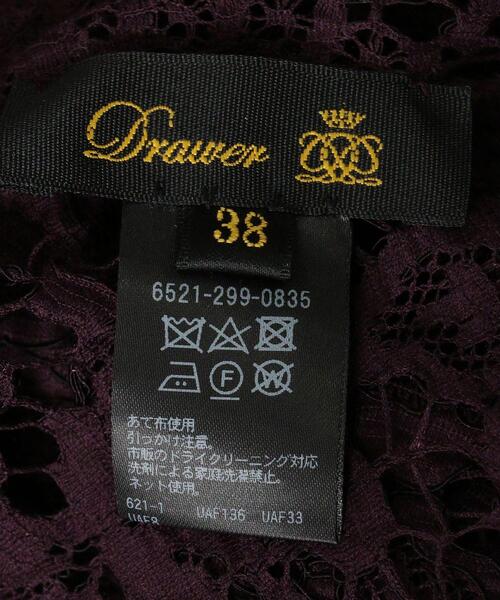 Drawer
38
6521-299-0835
F W
あて布使用
引っかけ注意。
市販のドライクリーニング対応
洗剤による家庭洗濯禁止。
ネット使用。
621-1 UAF136 UAF33
UAF8